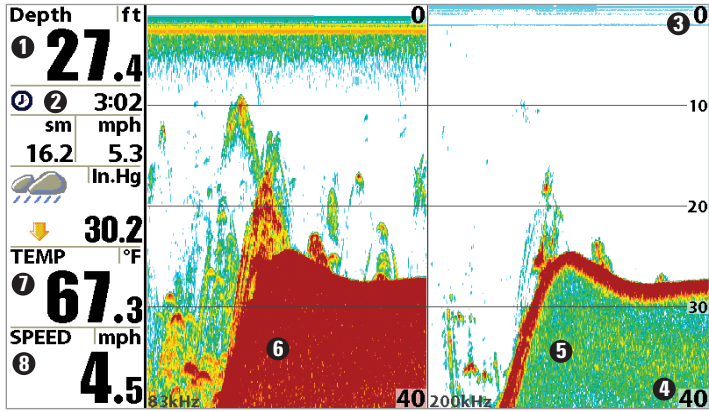 Depth ft
1 27.4
2 3:02
sm mph
16.2 5.3
In.Hg
30.2
TEMP °F
7 67.3
SPEED mph
8 4.5
0
6
83kHz 40
0
3
10
20
30
5
4
200kHz 40